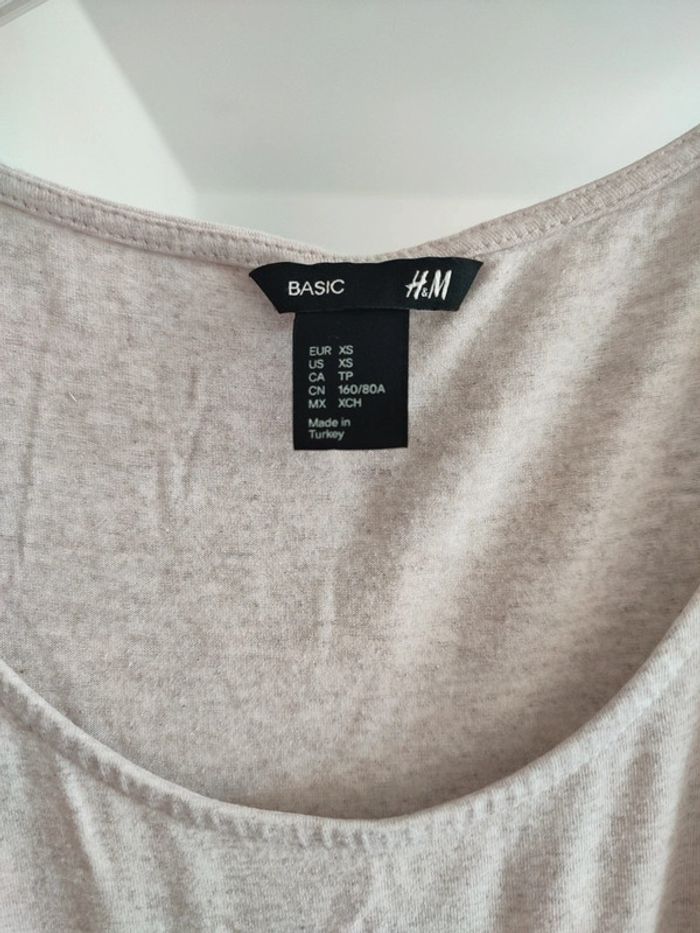 BASIC H&M
EUR XS
US XS
CA TP
CN 160/80A
MX XCH
Made in
Turkey